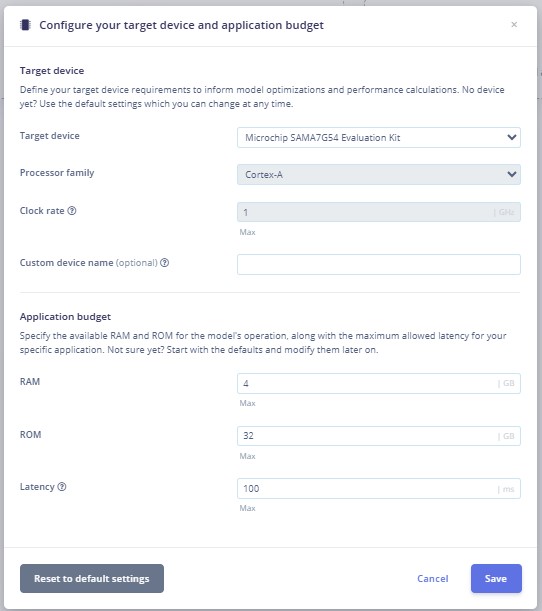 Configure your target device and application budget ×
Target device
Define your target device requirements to inform model optimizations and performance calculations. No device
yet? Use the default settings which you can change at any time.
Target device Microchip SAMA7G54 Evaluation Kit
Processor family Cortex-A
Clock rate 1 | GHz
Max
Custom device name (optional)
Application budget
Specify the available RAM and ROM for the model's operation, along with the maximum allowed latency for your
specific application. Not sure yet? Start with the defaults and modify them later on.
RAM 4 | GB
Max
ROM 32 | GB
Max
Latency 100 | ms
Max
Reset to default settings Cancel Save